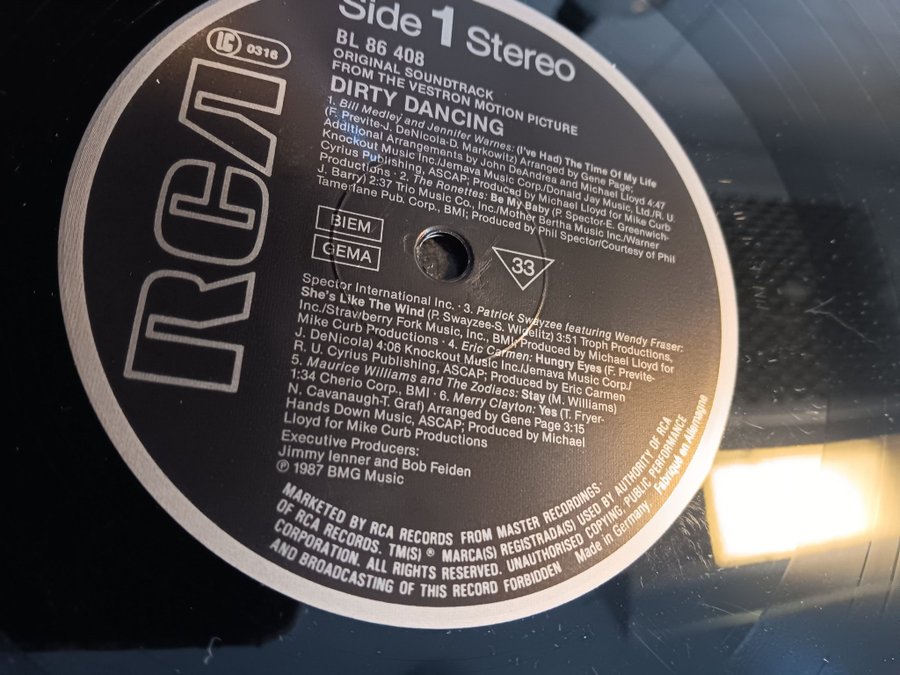 Side 1 Stereo
LC 0316
RCA
BL 86 408
ORIGINAL SOUNDTRACK
FROM THE VESTRON MOTION PICTURE
DIRTY DANCING
1. Bill Medley and Jennifer Warnes: (I've Had) The Time Of My Life
(F. Previte-J. DeNicola-D. Markowitz) Arranged by Gene Page;
Additional Arrangements by John DeAndrea and Michael Lloyd 4:47
Knockout Music Inc./Jemava Music Corp./Donald Jay Music, Ltd./R. U.
Cyrius Publishing, ASCAP; Produced by Michael Lloyd for Mike Curb
Productions · 2. The Ronettes: Be My Baby (P. Spector-E. Greenwich-
J. Barry) 2:37 Trio Music Co., Inc./Mother Bertha Music Inc./Warner
Tamerlane Pub. Corp., BMI; Produced by Phil Spector/Courtesy of Phil
BIEM
GEMA
33
Spector International Inc. · 3. Patrick Swayzee featuring Wendy Fraser:
She's Like The Wind (P. Swayzee-S. Widelitz) 3:51 Troph Productions,
Inc./Strawberry Fork Music, Inc., BMI; Produced by Michael Lloyd for
Mike Curb Productions · 4. Eric Carmen: Hungry Eyes (F. Previte-
J. DeNicola) 4:06 Knockout Music Inc./Jemava Music Corp./
R. U. Cyrius Publishing, ASCAP; Produced by Eric Carmen
5. Maurice Williams and The Zodiacs: Stay (M. Williams)
1:34 Cherio Corp., BMI · 6. Merry Clayton: Yes (T. Fryer-
N. Cavanaugh-T. Graf) Arranged by Gene Page 3:15
Hands Down Music, ASCAP; Produced by Michael
Lloyd for Mike Curb Productions
Executive Producers:
Jimmy Ienner and Bob Feiden
℗ 1987 BMG Music
MARKETED BY RCA RECORDS FROM MASTER RECORDINGS
OF RCA RECORDS. TM(S) ® MARCA(S) REGISTRADA(S) USED BY AUTHORITY OF RCA
CORPORATION. ALL RIGHTS RESERVED. UNAUTHORISED COPYING, PUBLIC PERFORMANCE
AND BROADCASTING OF THIS RECORD FORBIDDEN Made in Germany.
Fabriqué en Allemagne